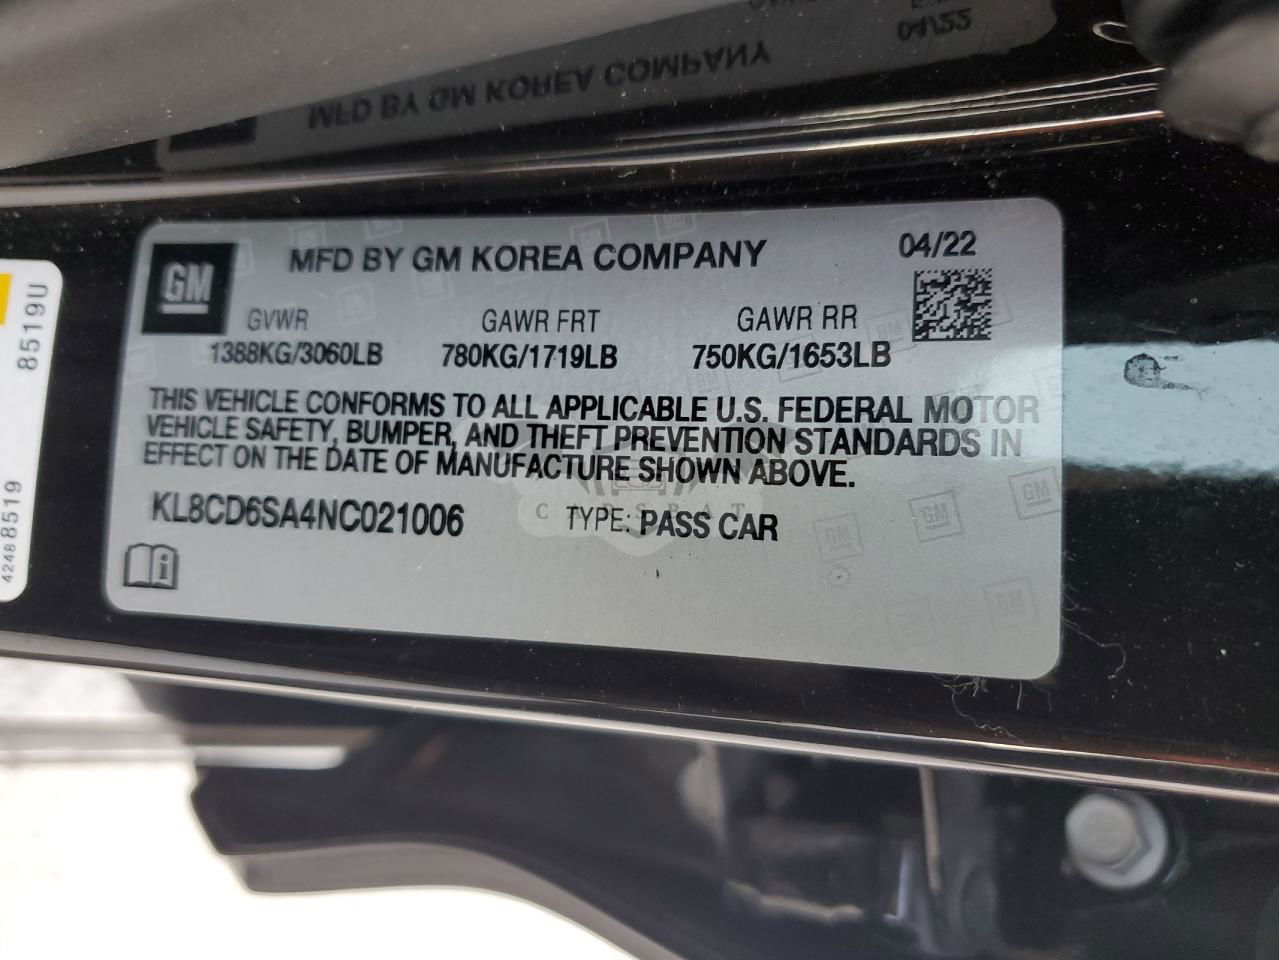 MFD BY GM KOREA COMPANY
04/22
GM
MFD BY GM KOREA COMPANY 04/22
GVWR GAWR FRT GAWR RR
1388KG/3060LB 780KG/1719LB 750KG/1653LB
THIS VEHICLE CONFORMS TO ALL APPLICABLE U.S. FEDERAL MOTOR
VEHICLE SAFETY, BUMPER, AND THEFT PREVENTION STANDARDS IN
EFFECT ON THE DATE OF MANUFACTURE SHOWN ABOVE.
KL8CD6SA4NC021006 TYPE: PASS CAR
8519U
42488519